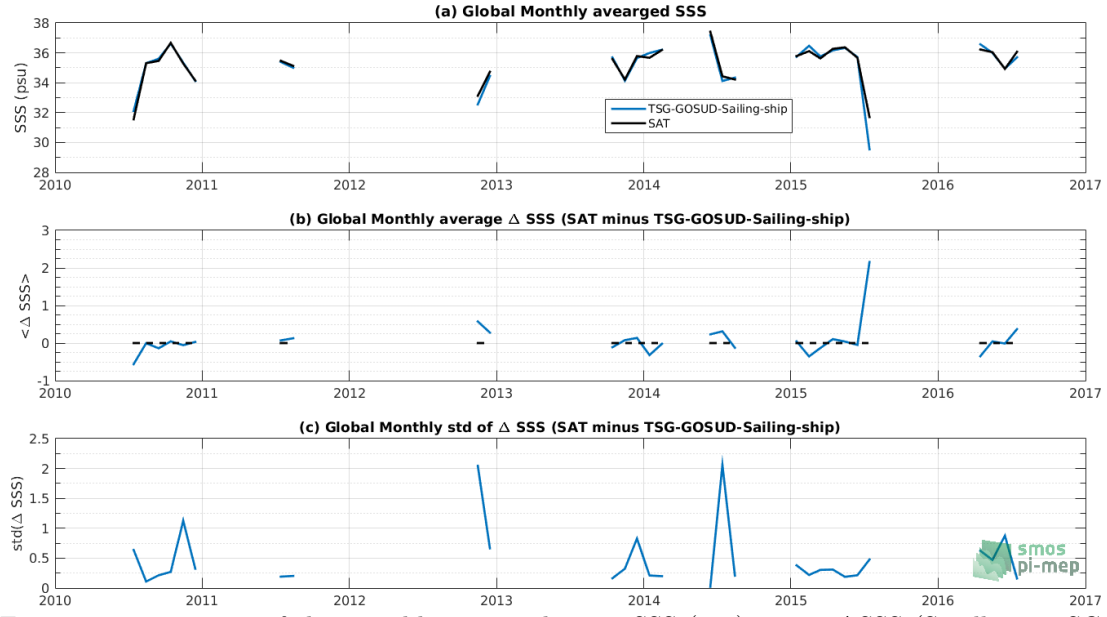 (a) Global Monthly avearged SSS
38
36
34
32
30
28
SSS (psu)
TSG-GOSUD-Sailing-ship
SAT
2010 2011 2012 2013 2014 2015 2016 2017
(b) Global Monthly average Δ SSS (SAT minus TSG-GOSUD-Sailing-ship)
3
2
1
0
-1
<Δ SSS>
2010 2011 2012 2013 2014 2015 2016 2017
(c) Global Monthly std of Δ SSS (SAT minus TSG-GOSUD-Sailing-ship)
2.5
2
1.5
1
0.5
0
std(Δ SSS)
smos
pi-mep
2010 2011 2012 2013 2014 2015 2016 2017